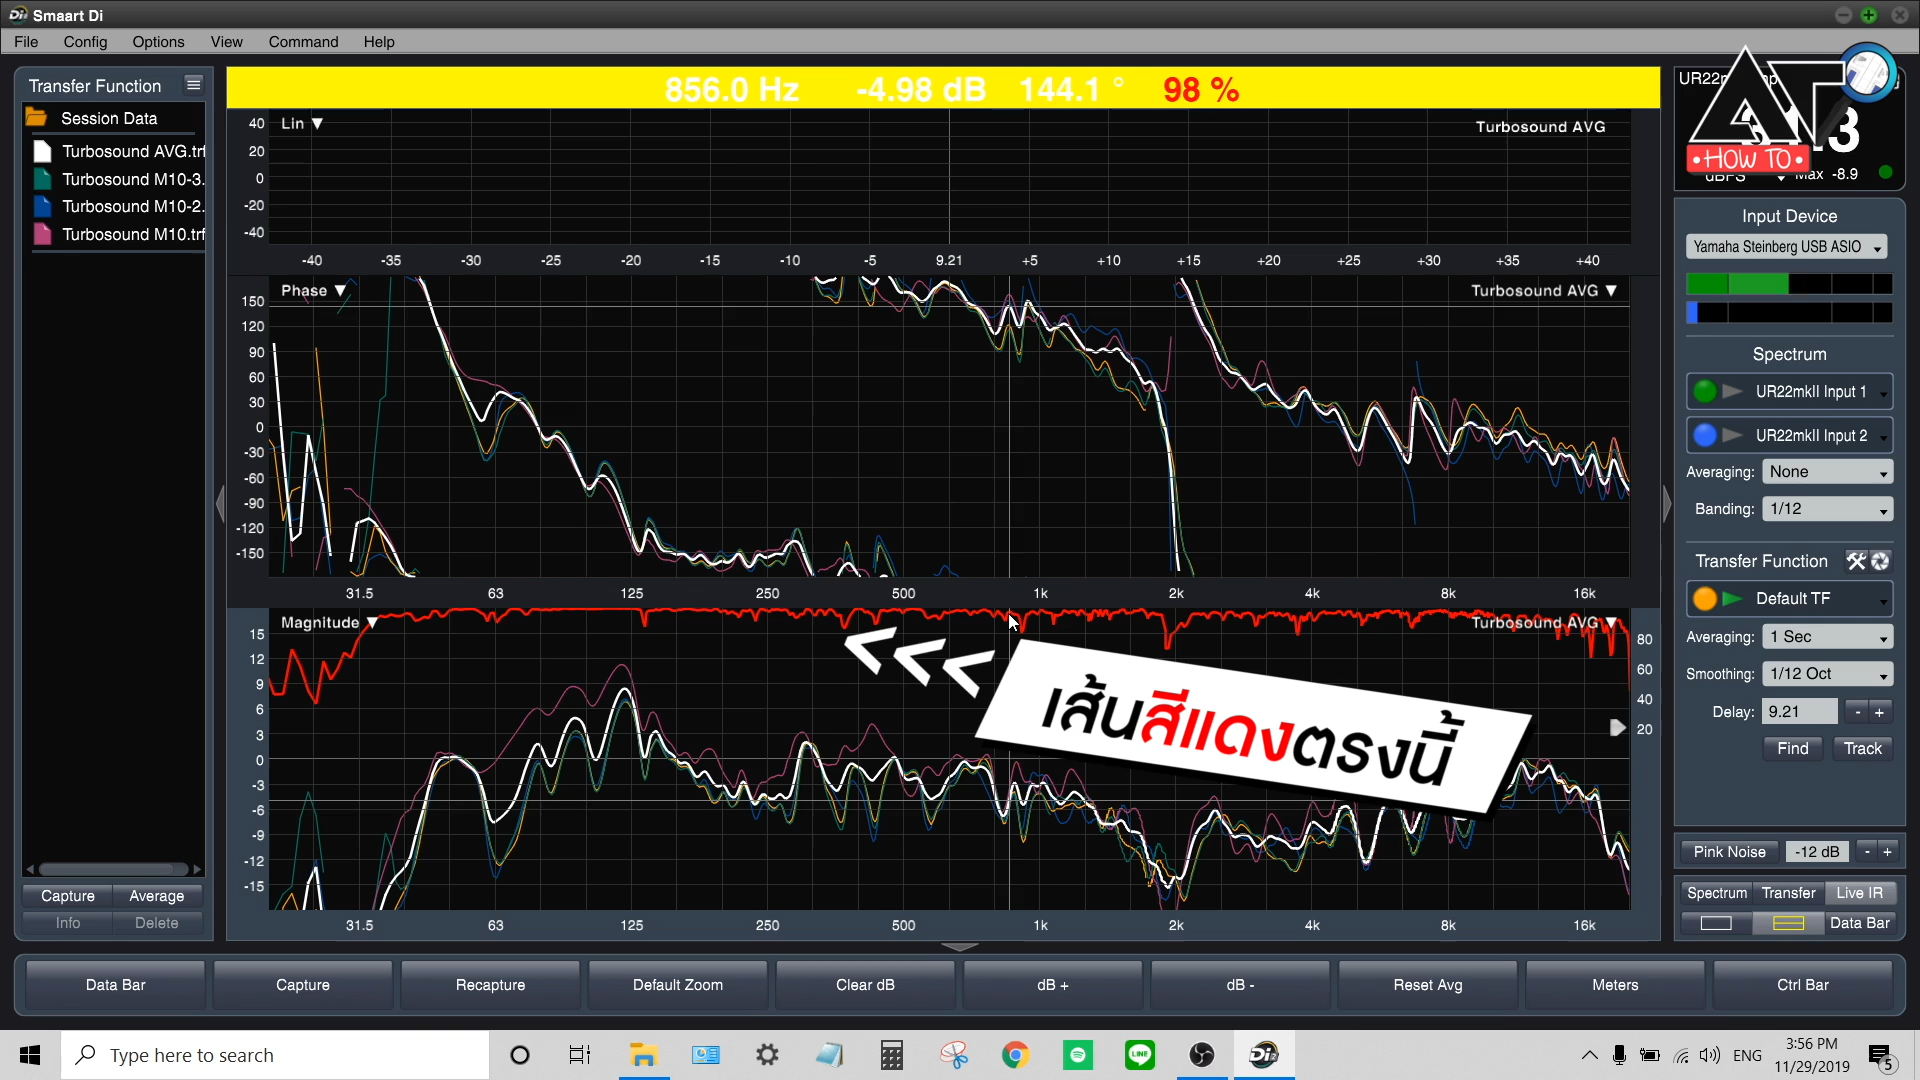 Di Smaart Di
File Config Options View Command Help
Transfer Function
Session Data
Turbosound AVG.trf
Turbosound M10-3.
Turbosound M10-2.
Turbosound M10.trf
Capture Average
Info Delete
856.0 Hz -4.98 dB 144.1 ° 98 %
Lin ▼ Turbosound AVG
40
20
0
-20
-40
-40 -35 -30 -25 -20 -15 -10 -5 9.21 +5 +10 +15 +20 +25 +30 +35 +40
Phase ▼ Turbosound AVG ▼
150
120
90
60
30
0
-30
-60
-90
-120
-150
31.5 63 125 250 500 1k 2k 4k 8k 16k
Magnitude ▼ Turbosound AVG ▼
15
12
9
6
3
0
-3
-6
-9
-12
-15
80
60
40
20
31.5 63 125 250 500 1k 2k 4k 8k 16k
<<<
เส้นสีแดงตรงนี้
AT
•HOW TO•
dBFS Max -8.9
Input Device
Yamaha Steinberg USB ASIO
Spectrum
UR22mkII Input 1
UR22mkII Input 2
Averaging: None
Banding: 1/12
Transfer Function
Default TF
Averaging: 1 Sec
Smoothing: 1/12 Oct
Delay: 9.21 - +
Find Track
Pink Noise -12 dB - +
Spectrum Transfer Live IR
Data Bar
Data Bar Capture Recapture Default Zoom Clear dB dB + dB - Reset Avg Meters Ctrl Bar
Type here to search
LINE
Di2
ENG
3:56 PM
11/29/2019
5